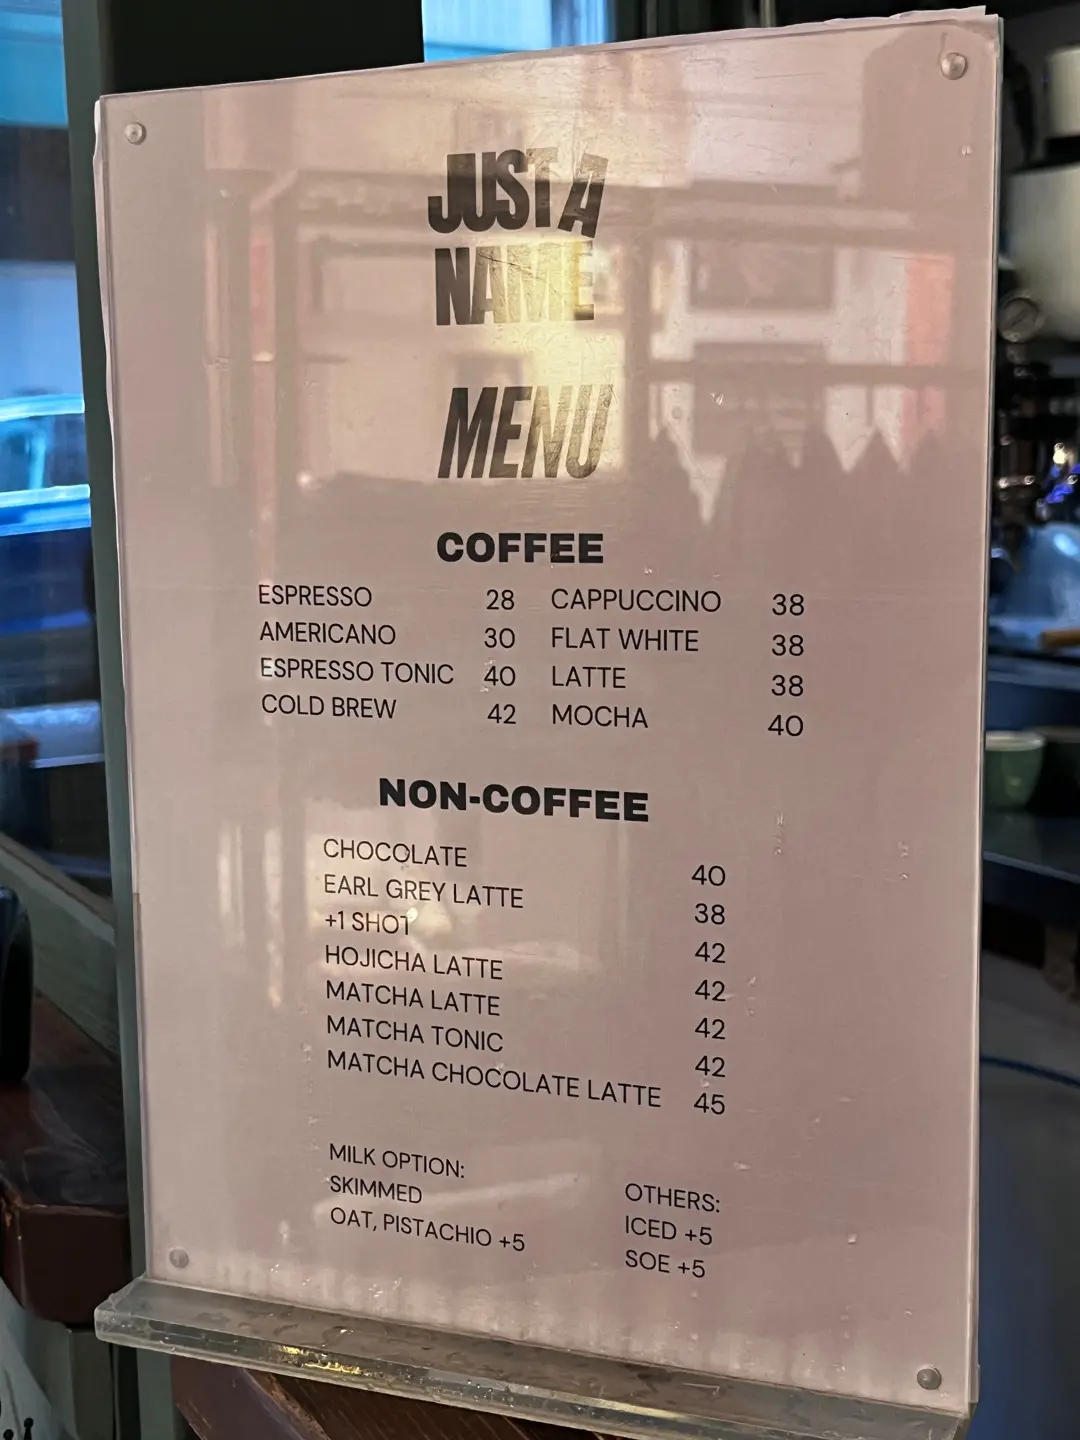 JUST A
NAME
MENU
COFFEE
ESPRESSO 28 CAPPUCCINO 38
AMERICANO 30 FLAT WHITE 38
ESPRESSO TONIC 40 LATTE 38
COLD BREW 42 MOCHA 40
NON-COFFEE
CHOCOLATE 40
EARL GREY LATTE 38
+1 SHOT 42
HOJICHA LATTE 42
MATCHA LATTE 42
MATCHA TONIC 42
MATCHA CHOCOLATE LATTE 45
MILK OPTION:
SKIMMED
OAT, PISTACHIO +5
OTHERS:
ICED +5
SOE +5